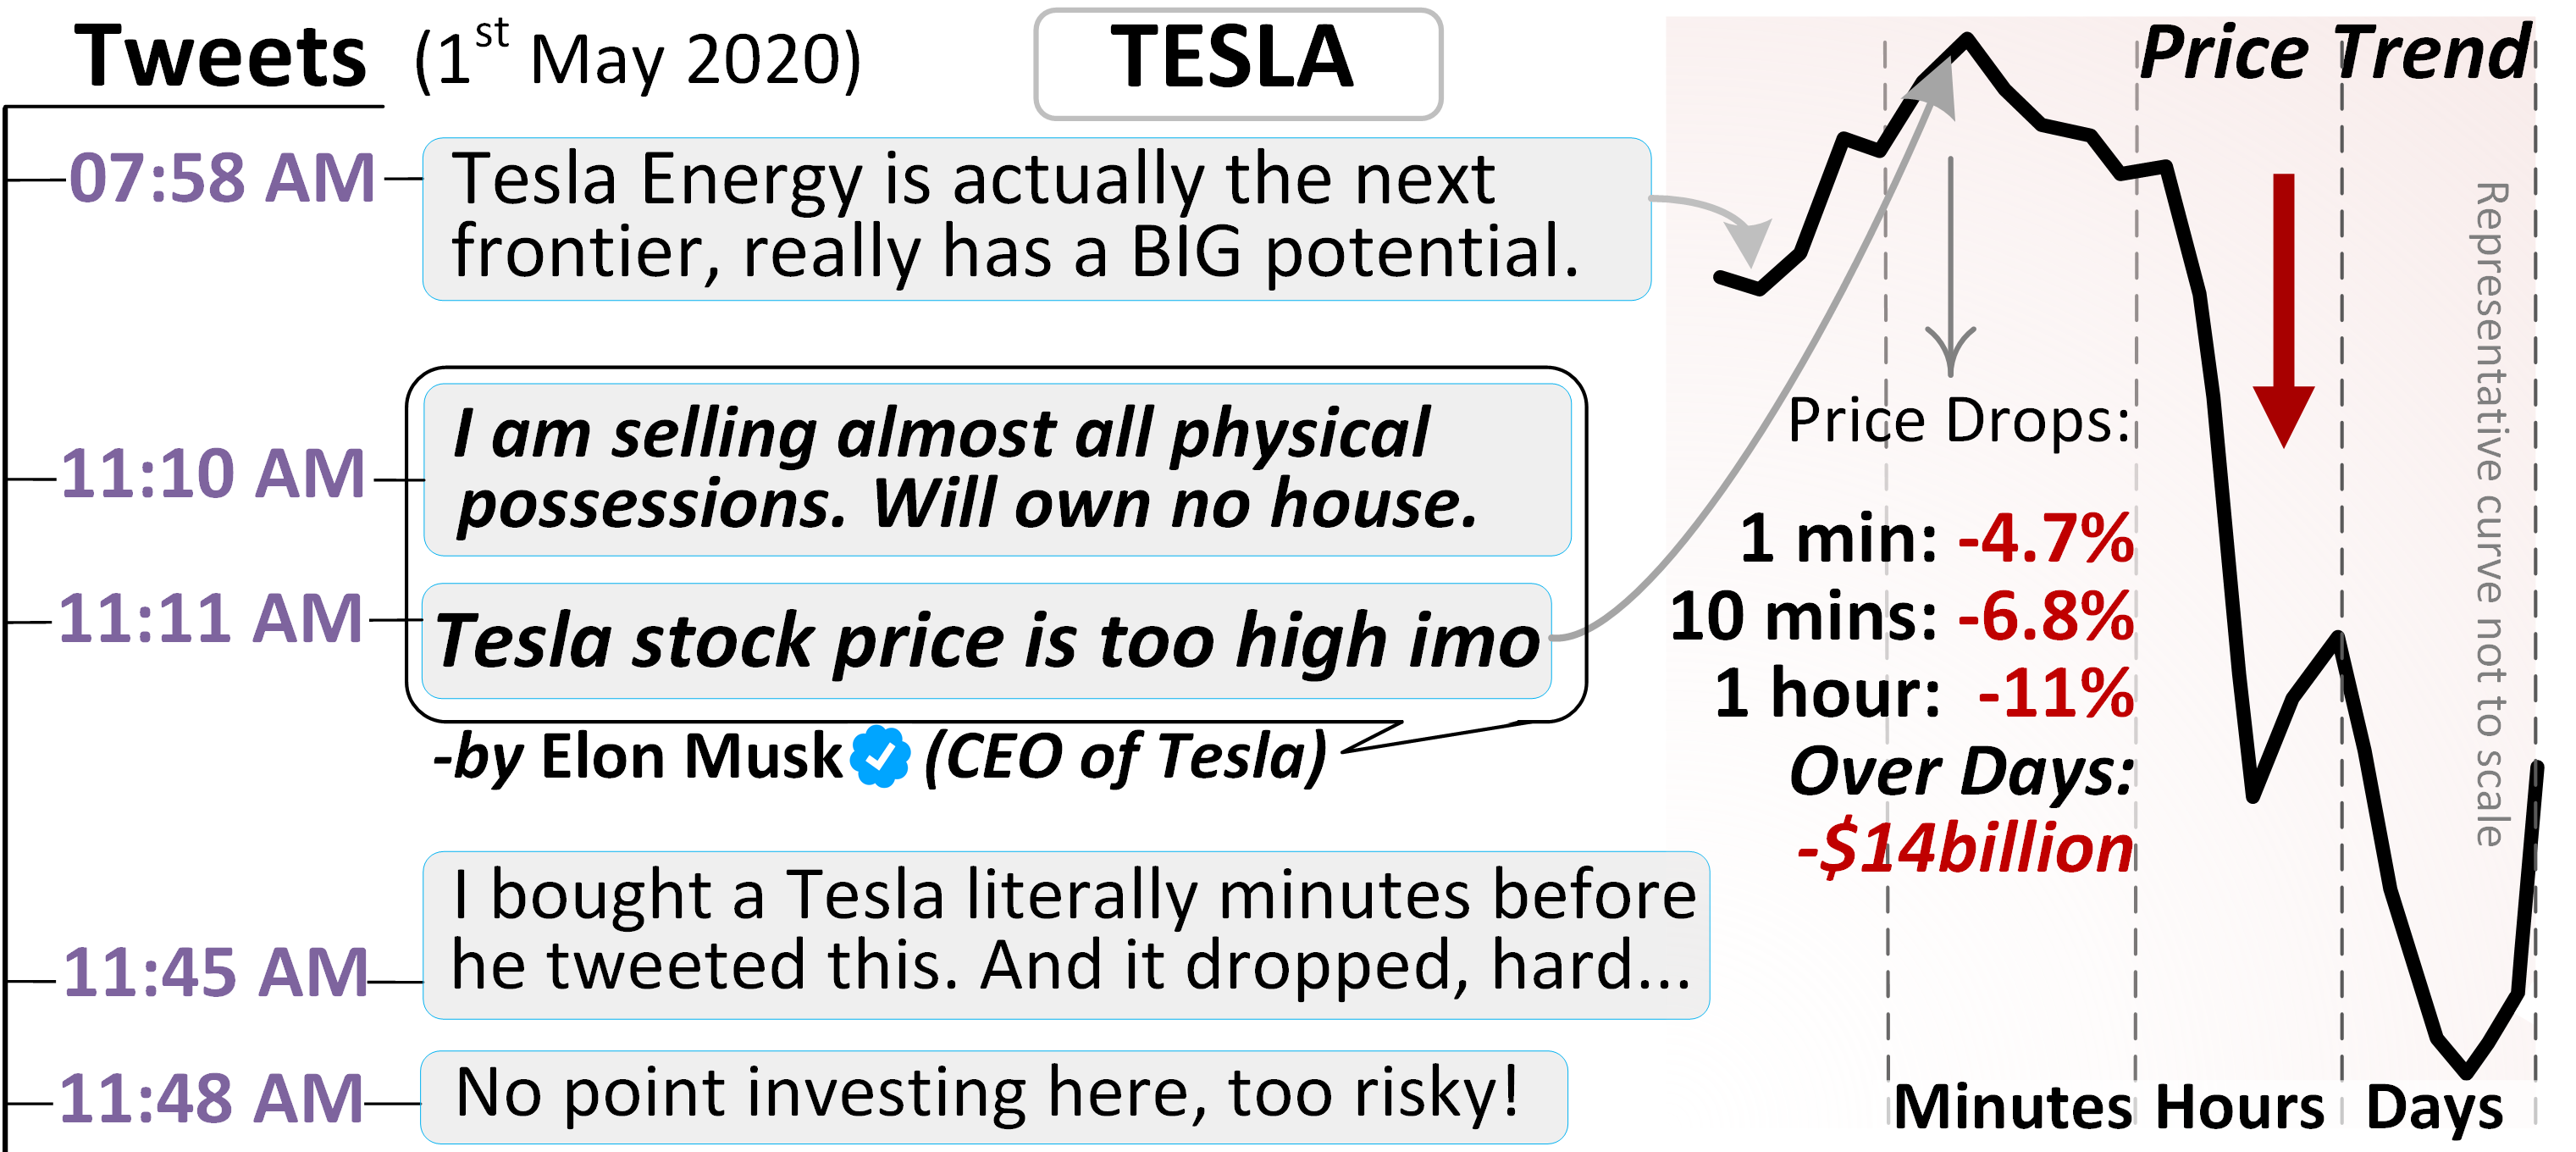 Tweets (1st May 2020)
TESLA
Price Trend
07:58 AM
Tesla Energy is actually the next
frontier, really has a BIG potential.
11:10 AM
I am selling almost all physical
possessions. Will own no house.
11:11 AM
Tesla stock price is too high imo
-by Elon Musk (CEO of Tesla)
11:45 AM
I bought a Tesla literally minutes before
he tweeted this. And it dropped, hard...
11:48 AM
No point investing here, too risky!
Price Drops:
1 min: -4.7%
10 mins: -6.8%
1 hour: -11%
Over Days:
-$14billion
Representative curve not to scale
Minutes Hours Days